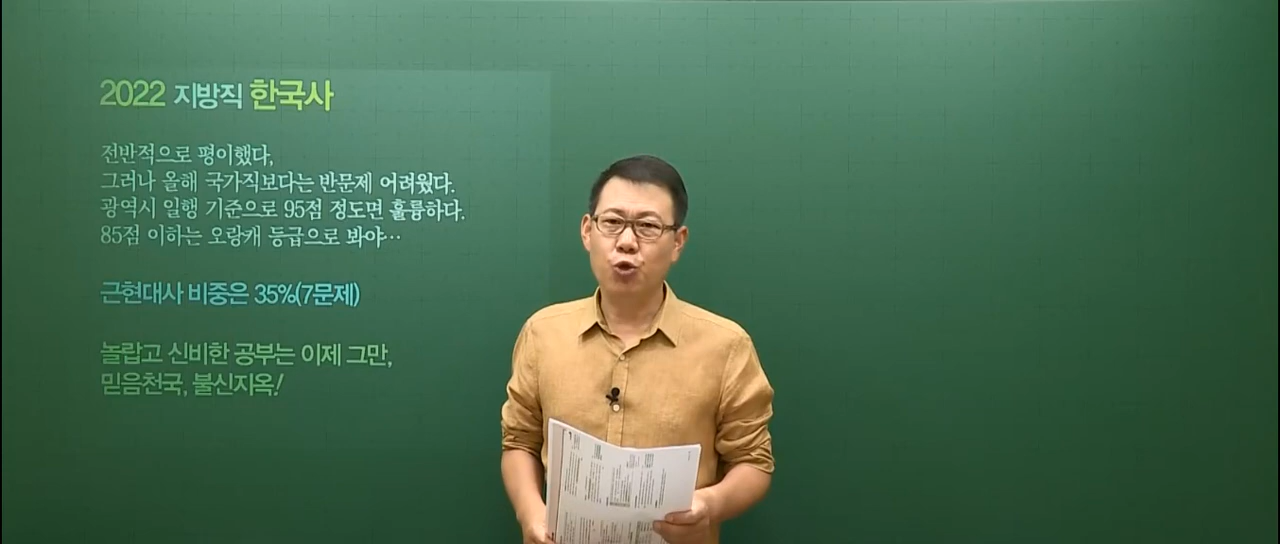 2022 지방직 한국사
전반적으로 평이했다,
그러나 올해 국가직보다는 반문제 어려웠다.
광역시 일행 기준으로 95점 정도면 훌륭하다.
85점 이하는 오랑캐 등급으로 봐야…
근현대사 비중은 35%(7문제)
놀랍고 신비한 공부는 이제 그만,
믿음천국, 불신지옥!